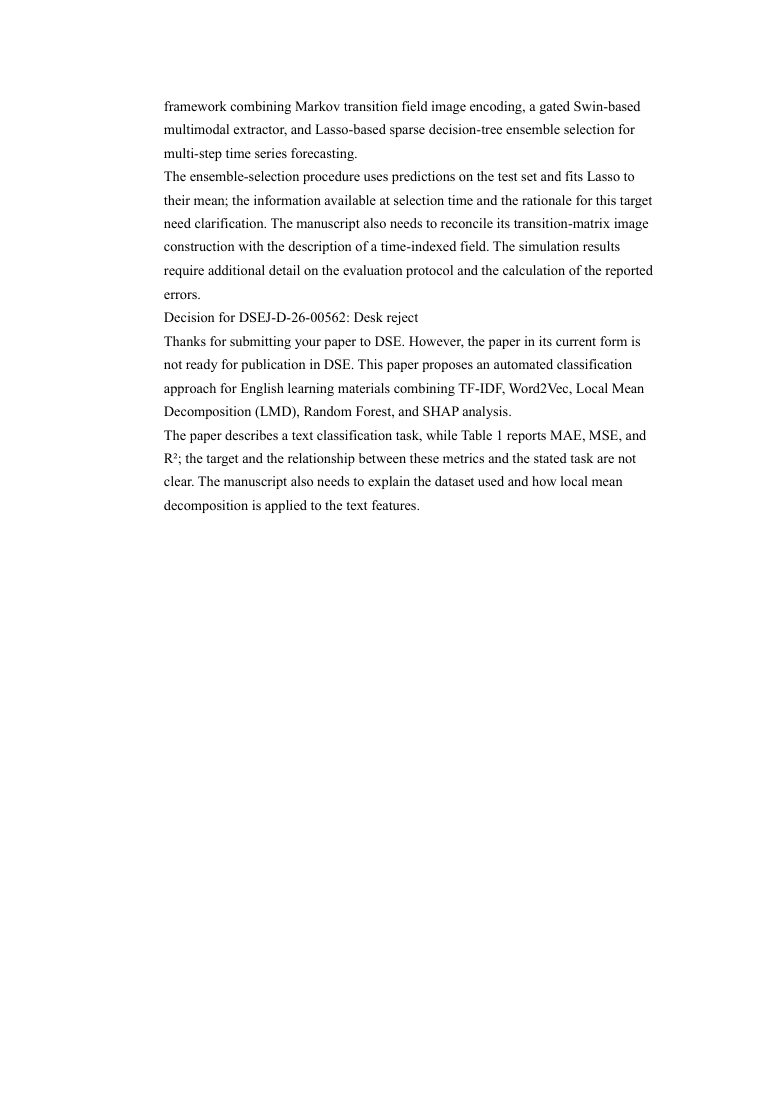 framework combining Markov transition field image encoding, a gated Swin-based
multimodal extractor, and Lasso-based sparse decision-tree ensemble selection for
multi-step time series forecasting.
The ensemble-selection procedure uses predictions on the test set and fits Lasso to
their mean; the information available at selection time and the rationale for this target
need clarification. The manuscript also needs to reconcile its transition-matrix image
construction with the description of a time-indexed field. The simulation results
require additional detail on the evaluation protocol and the calculation of the reported
errors.
Decision for DSEJ-D-26-00562: Desk reject
Thanks for submitting your paper to DSE. However, the paper in its current form is
not ready for publication in DSE. This paper proposes an automated classification
approach for English learning materials combining TF-IDF, Word2Vec, Local Mean
Decomposition (LMD), Random Forest, and SHAP analysis.
The paper describes a text classification task, while Table 1 reports MAE, MSE, and
R²; the target and the relationship between these metrics and the stated task are not
clear. The manuscript also needs to explain the dataset used and how local mean
decomposition is applied to the text features.